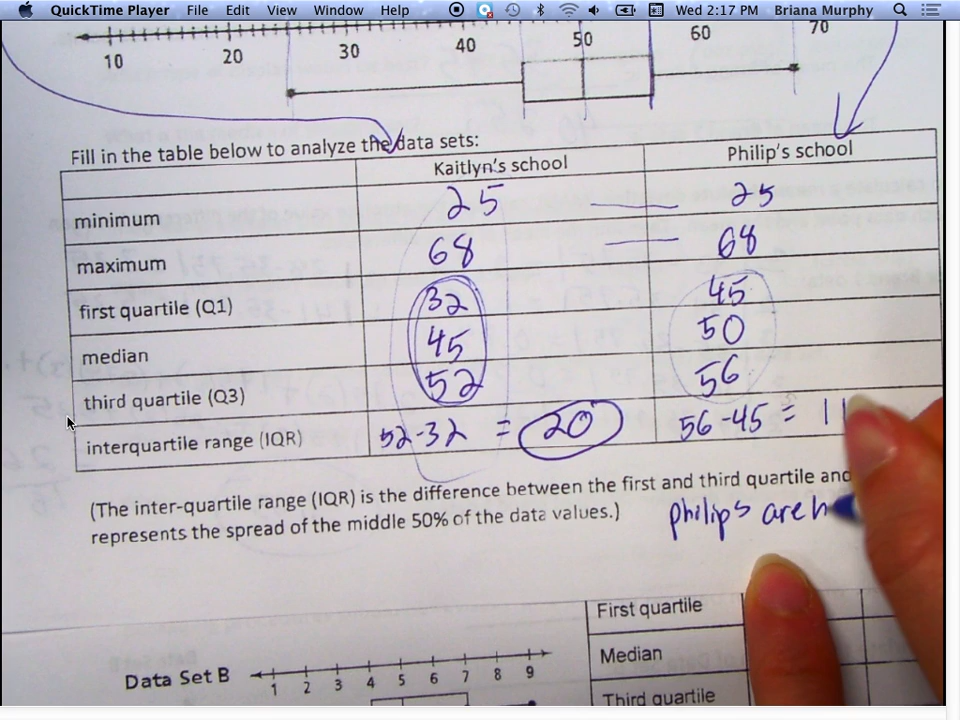 QuickTime Player File Edit View Window Help Wed 2:17 PM Briana Murphy
10 20 30 40 50 60 70
Fill in the table below to analyze the data sets:
Kaitlyn's school Philip's school
minimum 25 25
maximum 68 68
first quartile (Q1) 32 45
median 45 50
third quartile (Q3) 52 56
interquartile range (IQR) 52-32 = 20 56-45 = 11
(The inter-quartile range (IQR) is the difference between the first and third quartile and
represents the spread of the middle 50% of the data values.)
philip's are h
First quartile
Median
Third quartile
Data Set B
1 2 3 4 5 6 7 8 9